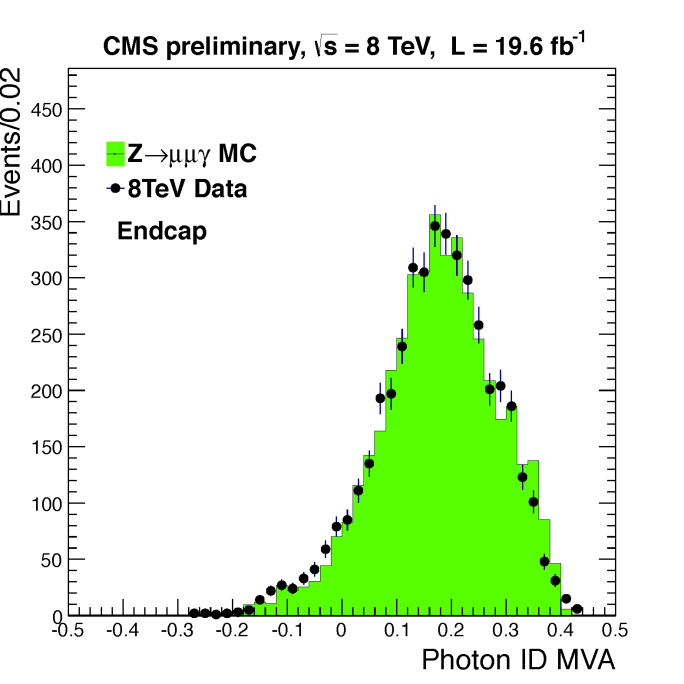 CMS preliminary, √s = 8 TeV, L = 19.6 fb-1
Events/0.02
450
400
350
300
250
200
150
100
50
0
Z→μμγ MC
8TeV Data
Endcap
-0.5 -0.4 -0.3 -0.2 -0.1 0 0.1 0.2 0.3 0.4 0.5
Photon ID MVA